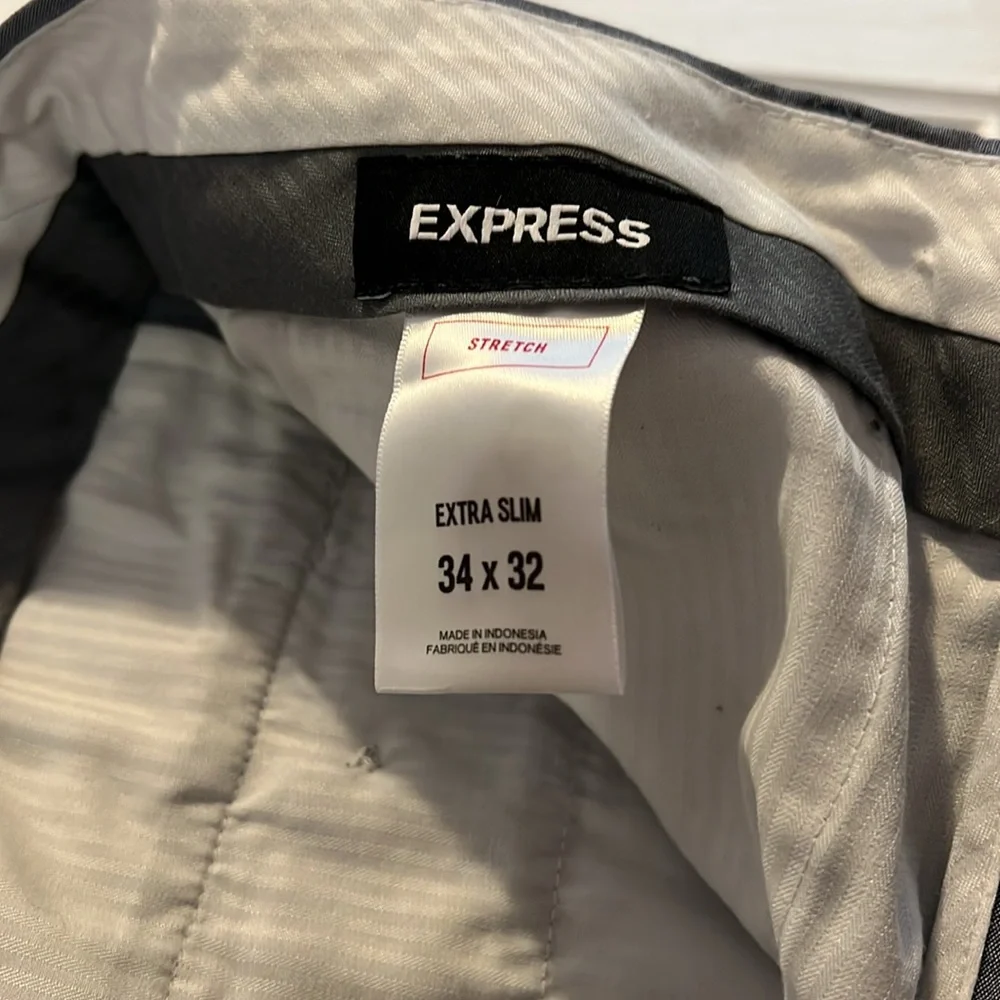 EXPRESS
STRETCH
EXTRA SLIM
34 x 32
MADE IN INDONESIA
FABRIQUÉ EN INDONÉSIE